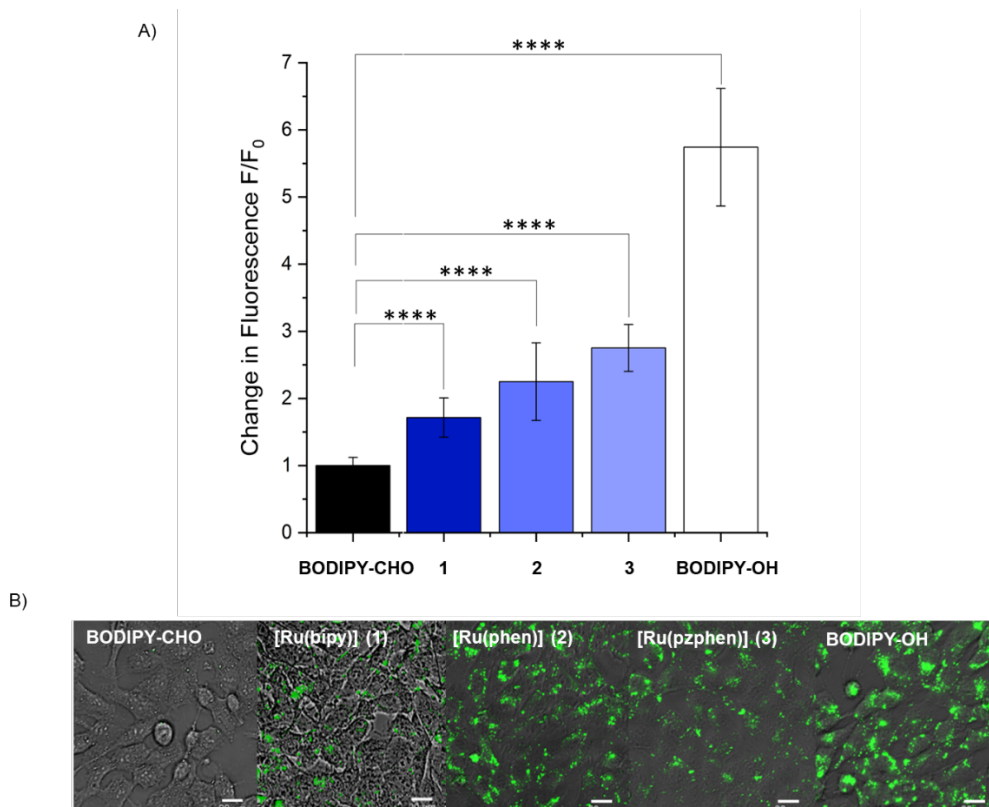 A)
****
****
****
****
7
6
5
4
3
2
1
0
Change in Fluorescence F/F₀
BODIPY-CHO 1 2 3 BODIPY-OH
B)
BODIPY-CHO [Ru(bipy)] (1) [Ru(phen)] (2) [Ru(pzphen)] (3) BODIPY-OH